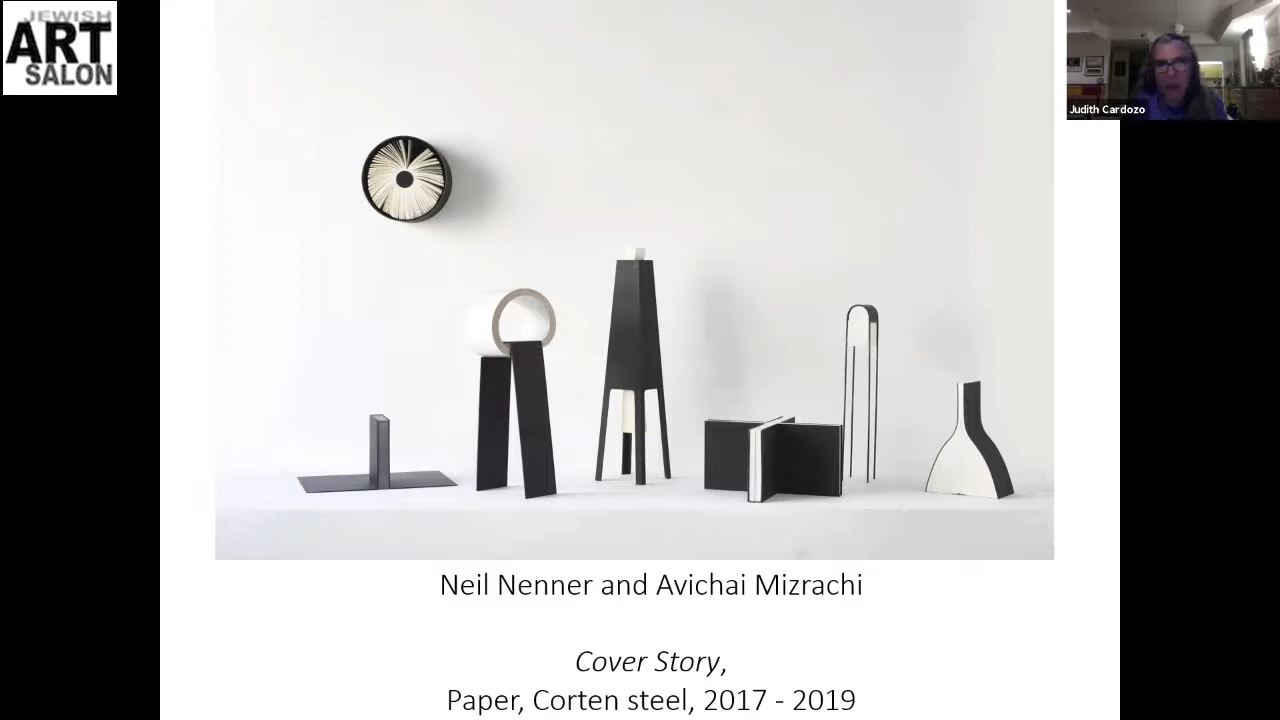 JEWISH
ART
SALON
Judith Cardozo
Neil Nenner and Avichai Mizrachi
Cover Story,
Paper, Corten steel, 2017 - 2019